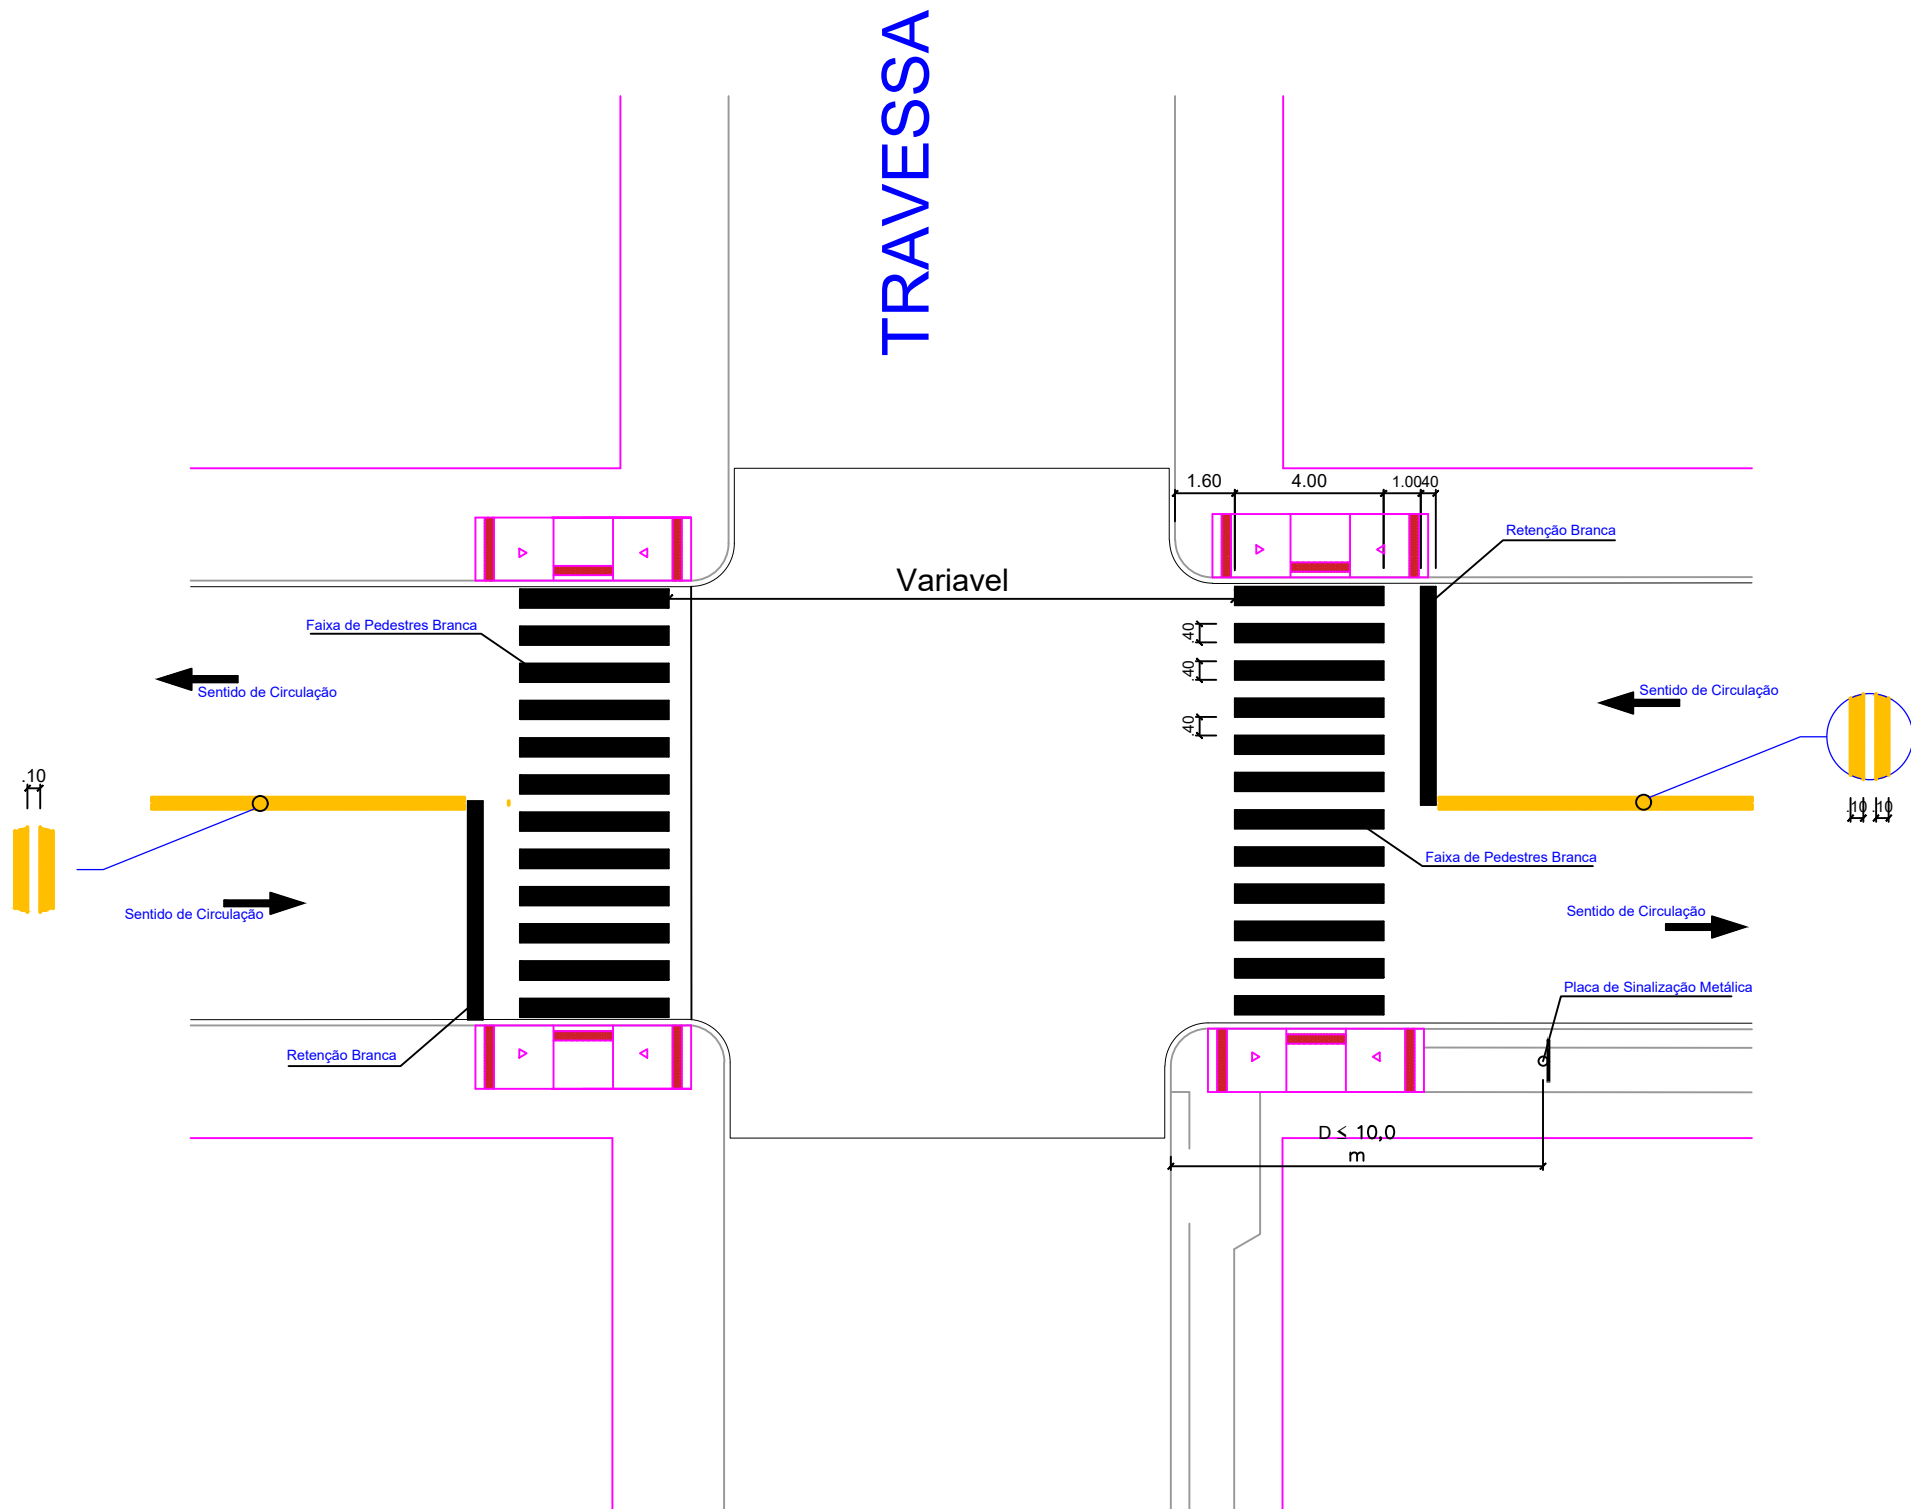 TRAVESSA
1.60
4.00
1.00
.40
Retenção Branca
Variavel
Faixa de Pedestres Branca
.40
.40
.40
Sentido de Circulação
Sentido de Circulação
.10
.10
.10
Faixa de Pedestres Branca
Sentido de Circulação
Sentido de Circulação
Placa de Sinalização Metálica
Retenção Branca
D ≤ 10,0
m